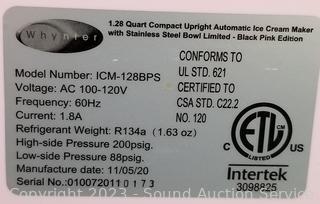 Whynter
1.28 Quart Compact Upright Automatic Ice Cream Maker
with Stainless Steel Bowl Limited - Black Pink Edition
CONFORMS TO
Model Number: ICM-128BPS
UL STD. 621
Voltage: AC 100-120V
CERTIFIED TO
Frequency: 60Hz
CSA STD. C22.2
Current: 1.8A
NO. 120
Refrigerant Weight: R134a (1.63 oz)
High-side Pressure 200psig.
Low-side Pressure 88psig.
Manufacture Date: 11/05/20
Serial No: 010072011 0 1 7 3
C ETL US
LISTED
Intertek
3098825
Copyright 2023 - Sound Auction Service -